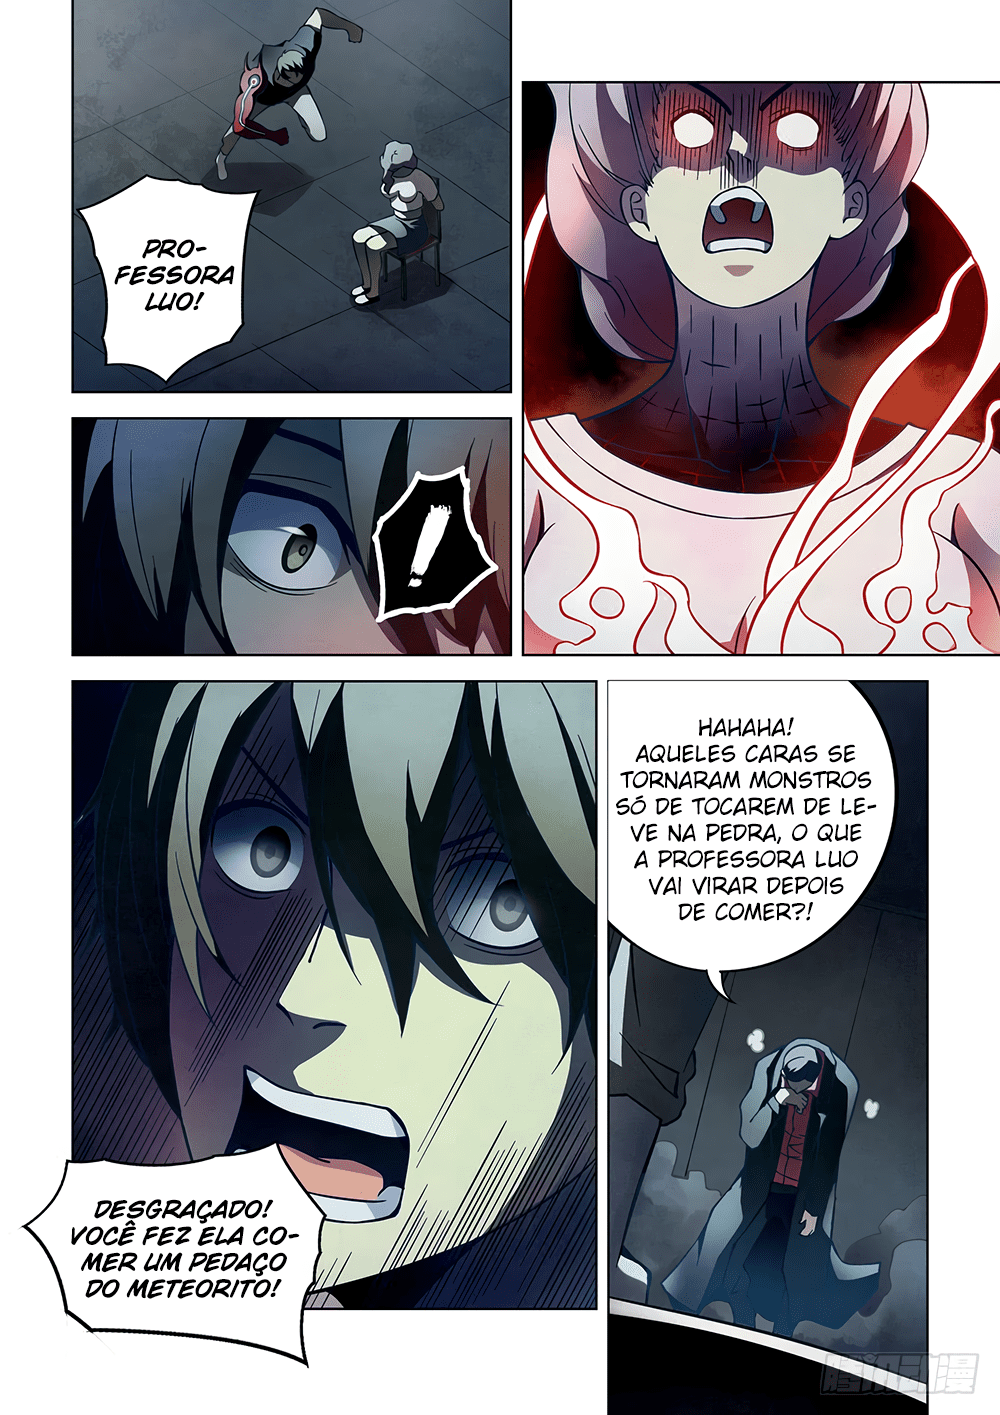 PRO-
FESSORA
LUO!
!
HAHAHA!
AQUELES CARAS SE
TORNARAM MONSTROS
SÓ DE TOCAREM DE LE-
VE NA PEDRA, O QUE
A PROFESSORA LUO
VAI VIRAR DEPOIS
DE COMER?!
DESGRAÇADO!
VOCÊ FEZ ELA CO-
MER UM PEDAÇO
DO METEORITO!